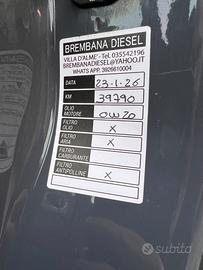 BREMBANA DIESEL
VILLA D'ALME' - Tel. 035542196
BREMBANADIESEL@YAHOO.IT
WHATS APP. 3926610004
DATA 23-1-26
KM 39790
OLIO MOTORE 0W20
FILTRO OLIO X
FILTRO ARIA X
FILTRO CARBURANTE
FILTRO ANTIPOLLINE X
subito